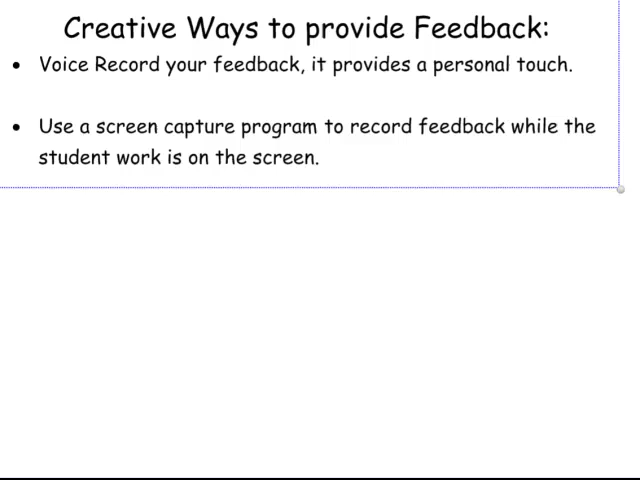 Creative Ways to provide Feedback:
• Voice Record your feedback, it provides a personal touch.
• Use a screen capture program to record feedback while the
student work is on the screen.